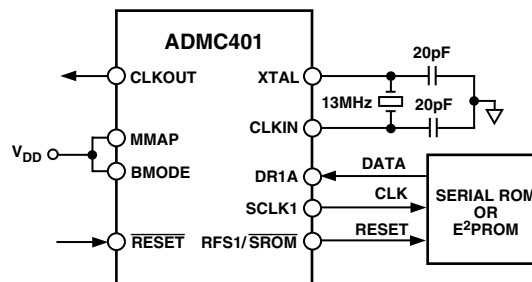 ADMC401
CLKOUT
XTAL
20pF
13MHz
20pF
CLKIN
MMAP
V_DD
BMODE
DR1A
DATA
SCLK1
CLK
RESET
RFS1/SROM
RESET
SERIAL ROM
OR
E²PROM